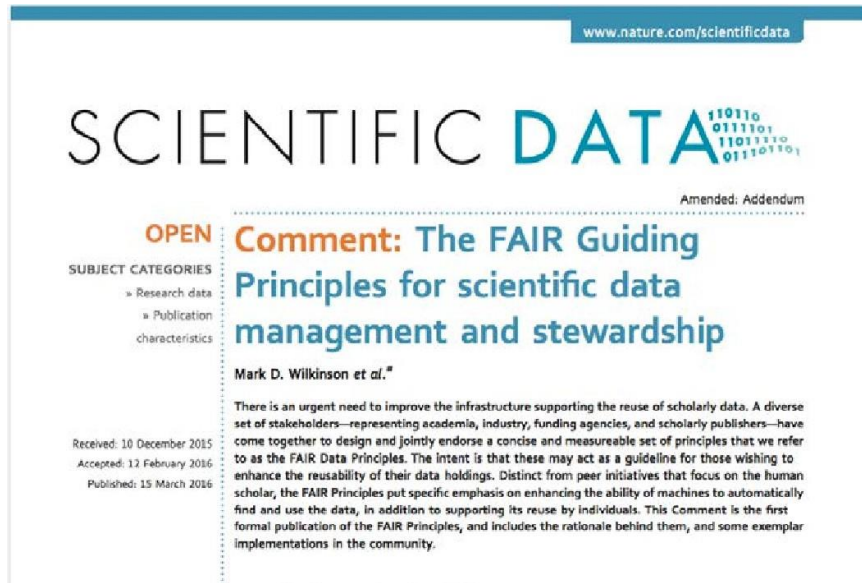 www.nature.com/scientificdata
SCIENTIFIC DATA
110110
0111101
11011110
011101101
Amended: Addendum
OPEN
SUBJECT CATEGORIES
» Research data
» Publication
characteristics
Comment: The FAIR Guiding
Principles for scientific data
management and stewardship
Mark D. Wilkinson et al.#
Received: 10 December 2015
Accepted: 12 February 2016
Published: 15 March 2016
There is an urgent need to improve the infrastructure supporting the reuse of scholarly data. A diverse
set of stakeholders—representing academia, industry, funding agencies, and scholarly publishers—have
come together to design and jointly endorse a concise and measureable set of principles that we refer
to as the FAIR Data Principles. The intent is that these may act as a guideline for those wishing to
enhance the reusability of their data holdings. Distinct from peer initiatives that focus on the human
scholar, the FAIR Principles put specific emphasis on enhancing the ability of machines to automatically
find and use the data, in addition to supporting its reuse by individuals. This Comment is the first
formal publication of the FAIR Principles, and includes the rationale behind them, and some exemplar
implementations in the community.